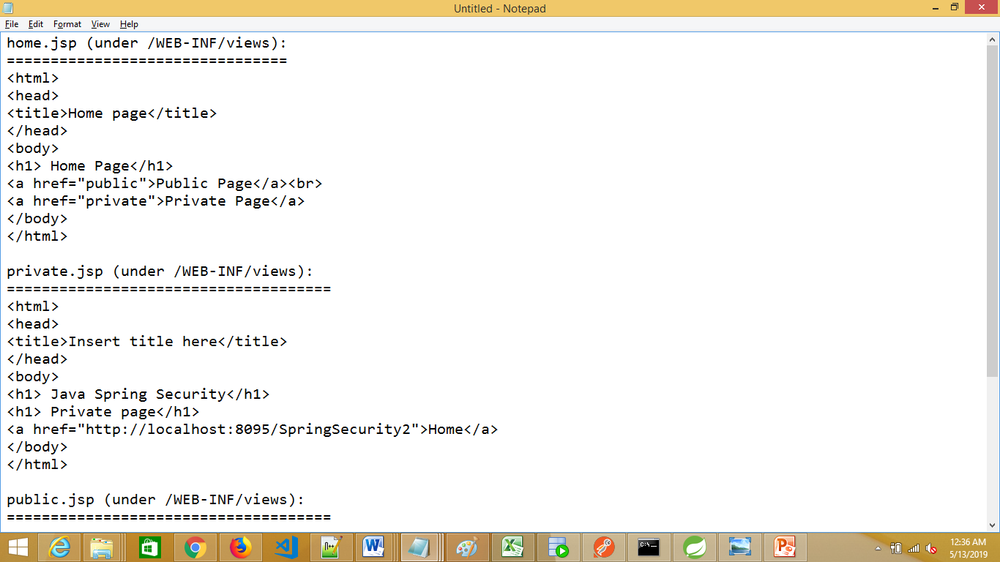 Untitled - Notepad
File Edit Format View Help
home.jsp (under /WEB-INF/views):
================================
<html>
<head>
<title>Home page</title>
</head>
<body>
<h1> Home Page</h1>
<a href="public">Public Page</a><br>
<a href="private">Private Page</a>
</body>
</html>

private.jsp (under /WEB-INF/views):
=====================================
<html>
<head>
<title>Insert title here</title>
</head>
<body>
<h1> Java Spring Security</h1>
<h1> Private page</h1>
<a href="http://localhost:8095/SpringSecurity2">Home</a>
</body>
</html>

public.jsp (under /WEB-INF/views):
=====================================
12:36 AM
5/13/2019